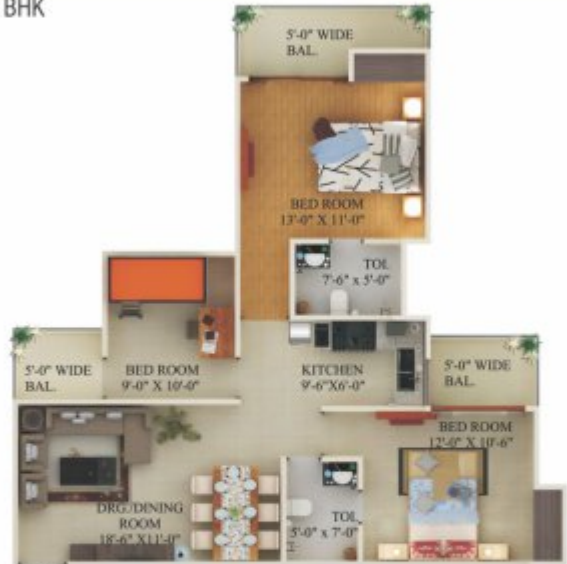 BHK
5'-0" WIDE
BAL.
BED ROOM
13'-0" X 11'-0"
TOI.
7'-6" x 5'-0"
5'-0" WIDE
BAL.
BED ROOM
9'-0" X 10'-0"
KITCHEN
9'-6"X6'-0"
5'-0" WIDE
BAL.
BED ROOM
12'-0" X 10'-6"
DRG./DINING
ROOM
18'-6" X11'-0"
TOI.
5'-0" x 7'-0"